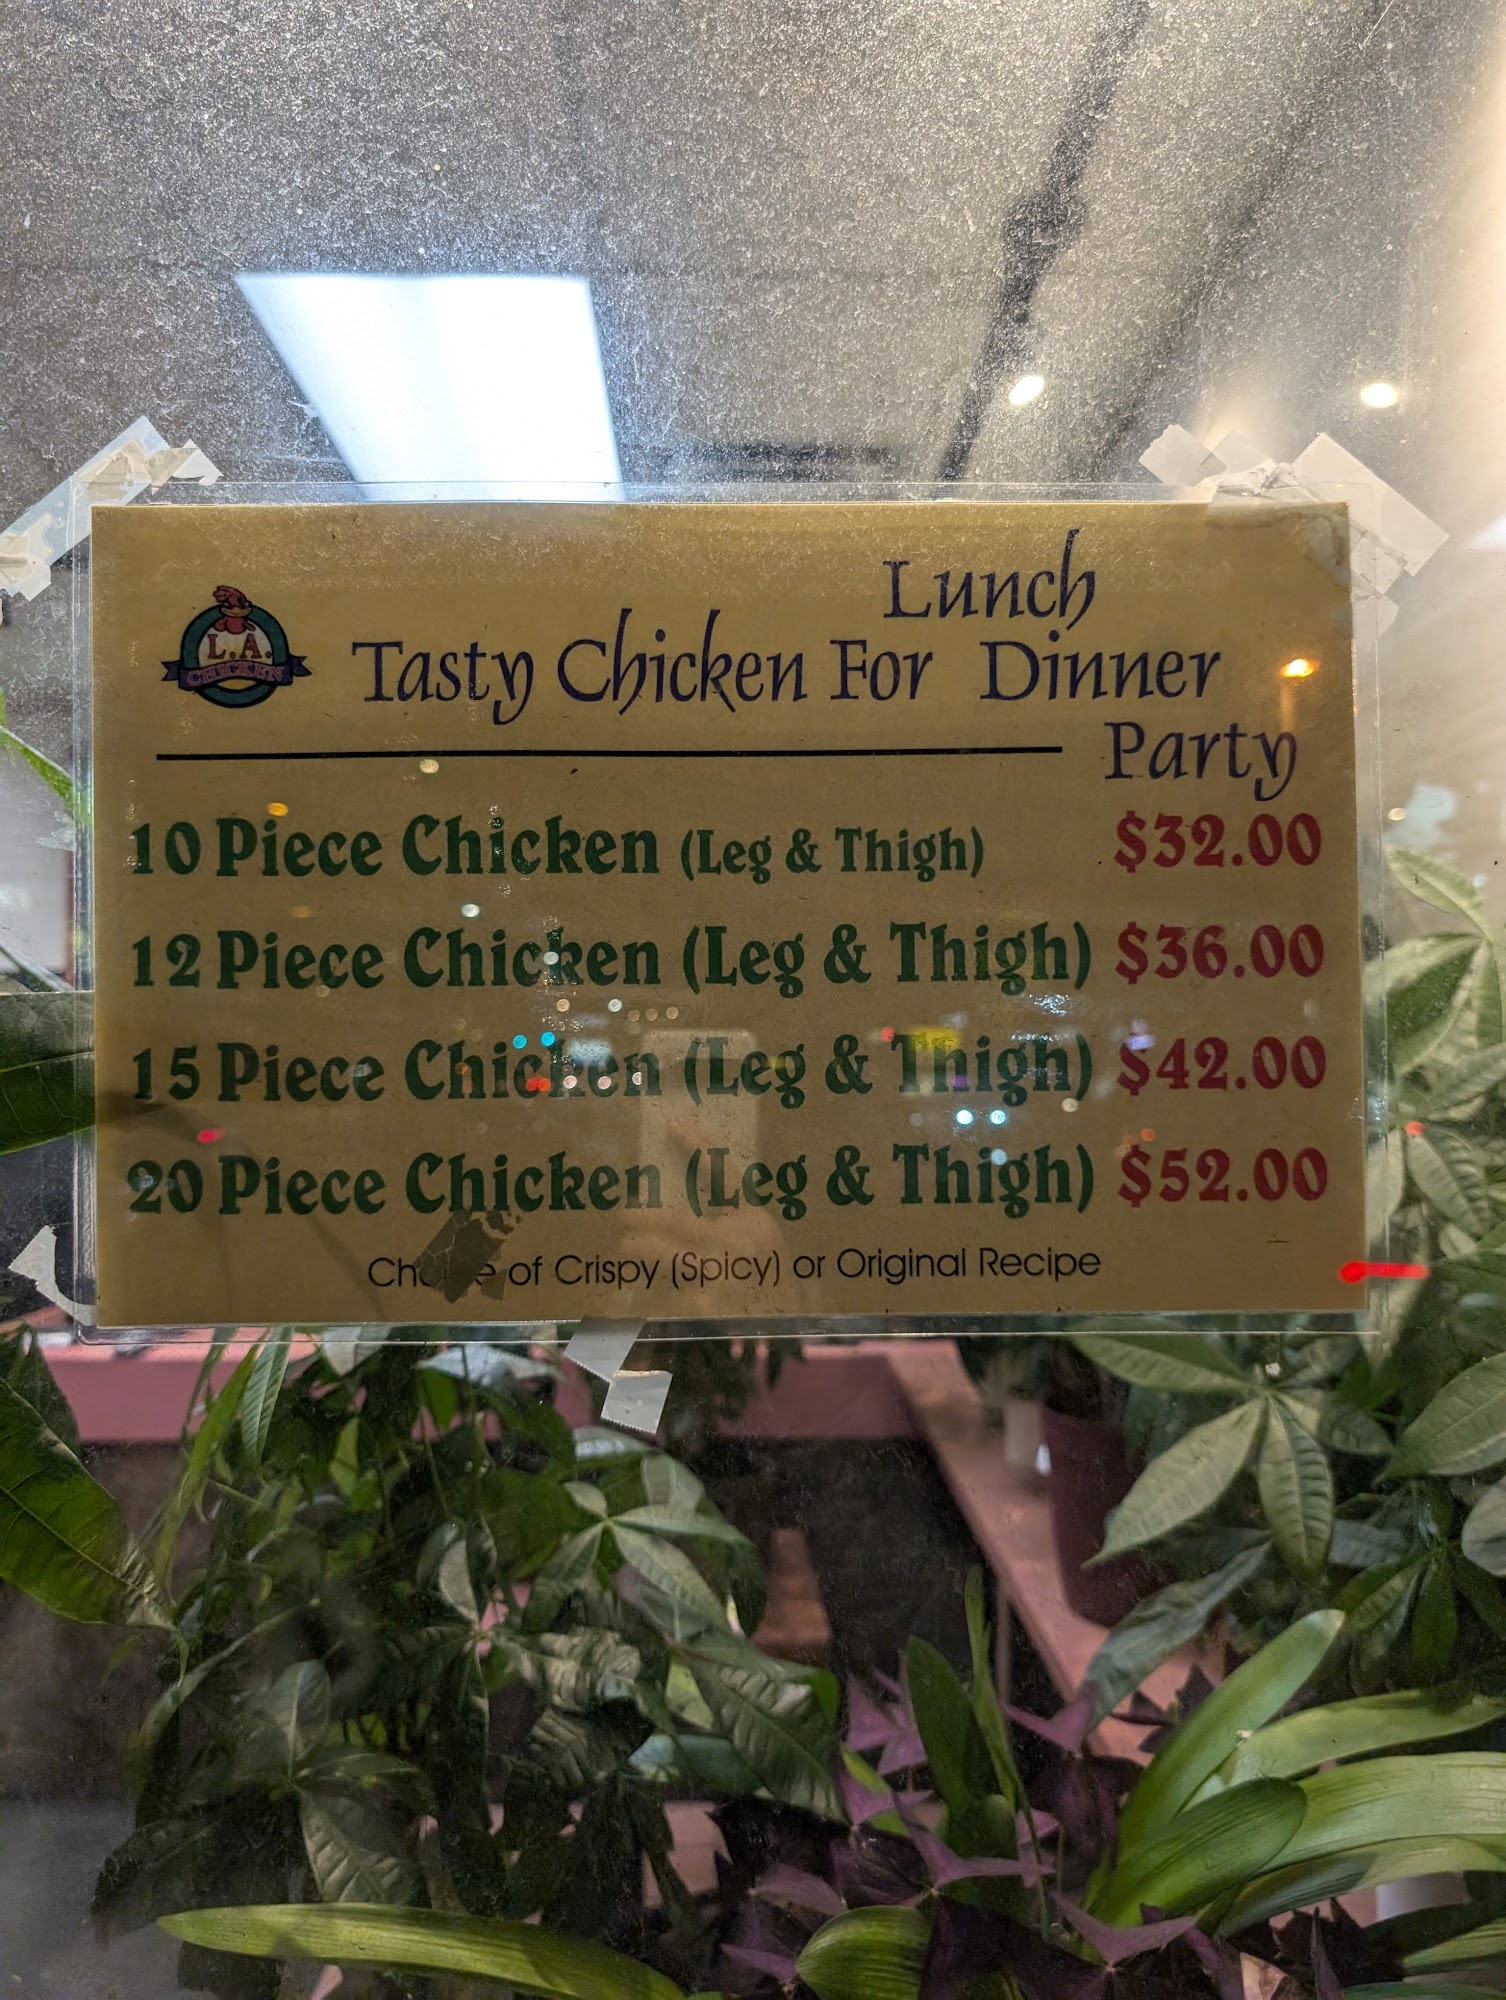 L.A.
CHICKEN
Lunch
Tasty Chicken For Dinner
Party
10 Piece Chicken (Leg & Thigh) $32.00
12 Piece Chicken (Leg & Thigh) $36.00
15 Piece Chicken (Leg & Thigh) $42.00
20 Piece Chicken (Leg & Thigh) $52.00
of Crispy (Spicy) or Original Recipe